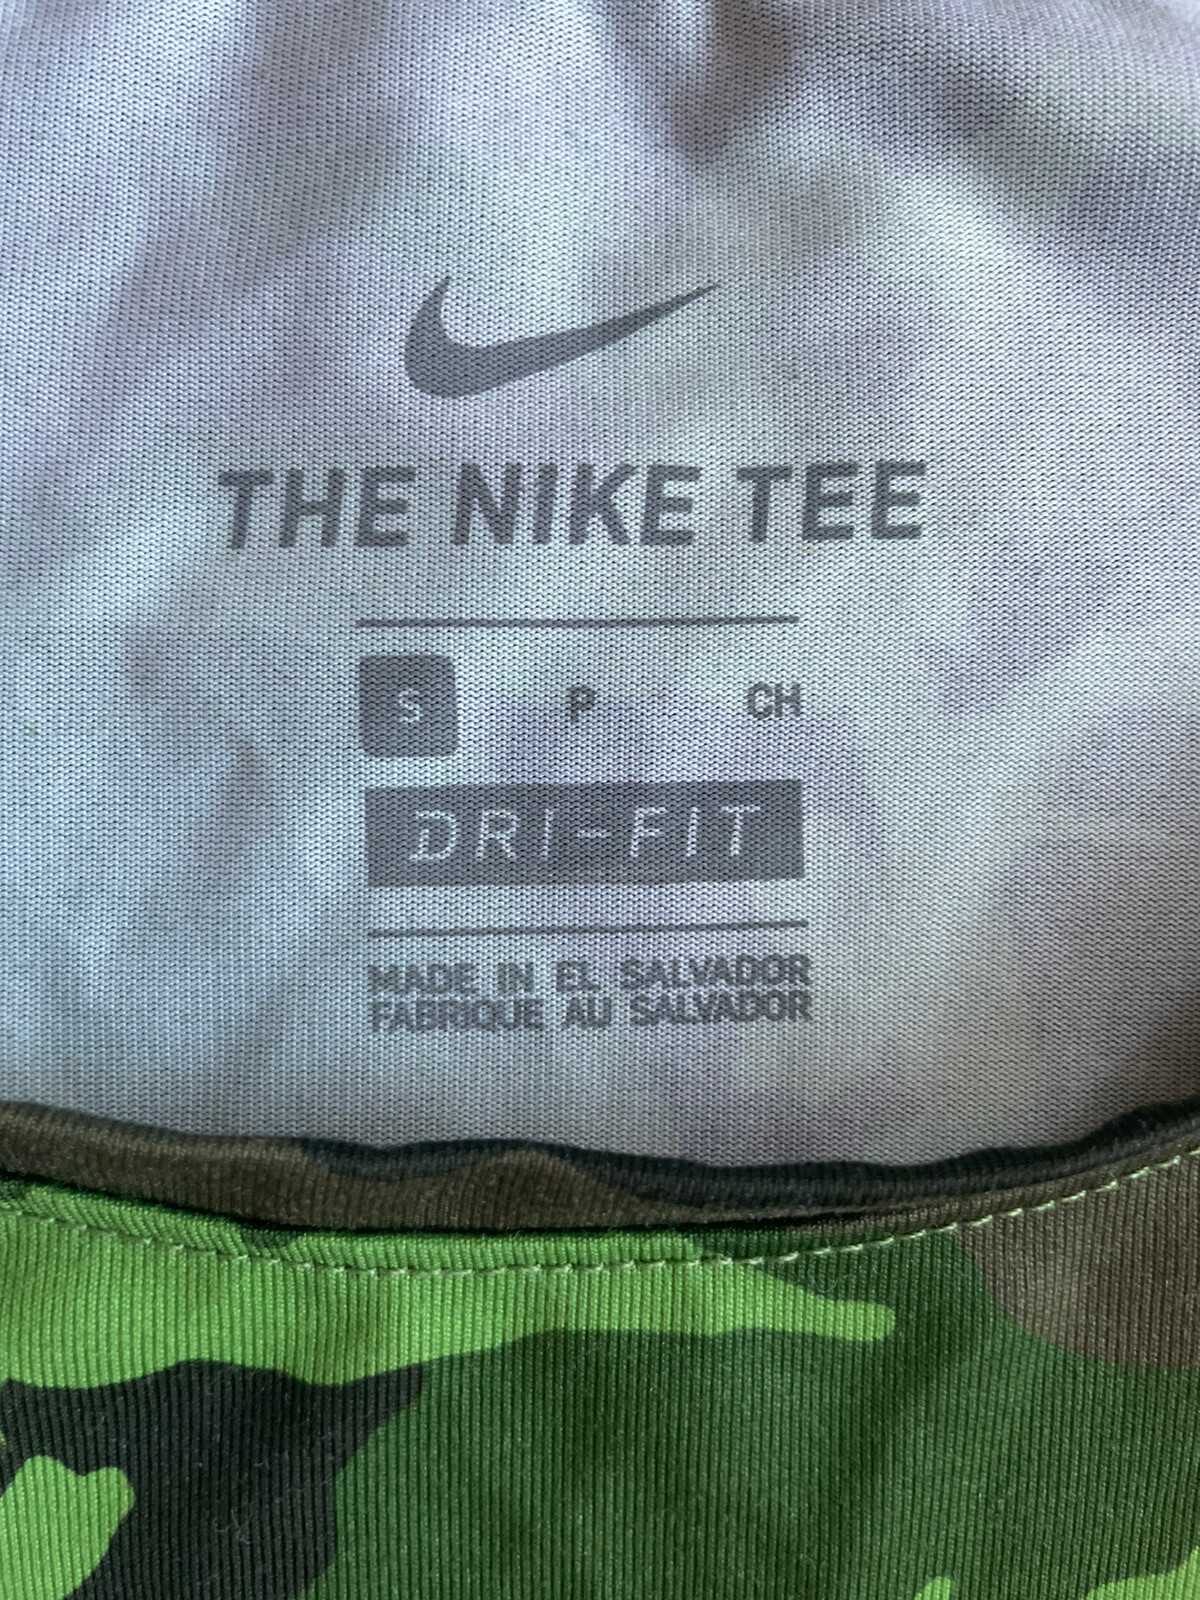 THE NIKE TEE
S P CH
DRI-FIT
MADE IN EL SALVADOR
FABRIQUE AU SALVADOR